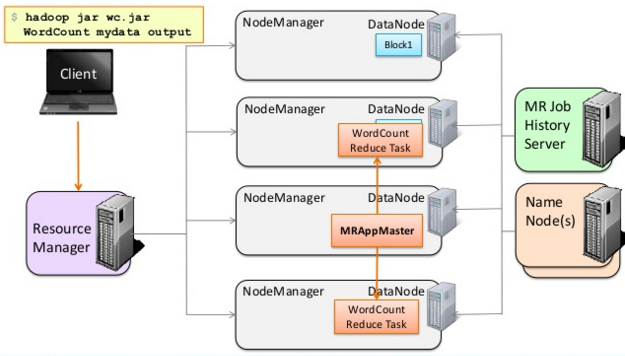 $ hadoop jar wc.jar
WordCount mydata output
Client
Resource
Manager
NodeManager
DataNode
Block1
NodeManager
DataNode
WordCount
Reduce Task
NodeManager
DataNode
MRAppMaster
NodeManager
DataNode
WordCount
Reduce Task
MR Job
History
Server
Name
Node(s)